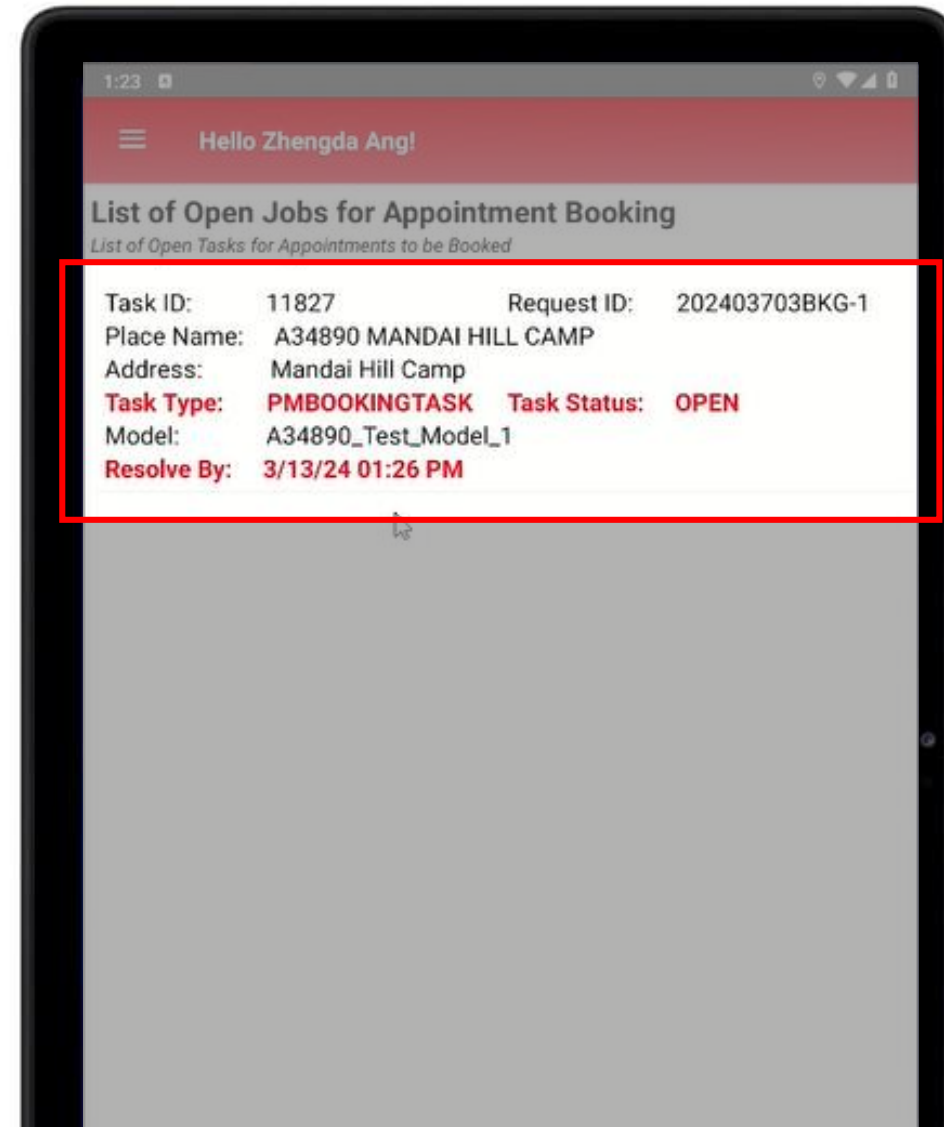 1:23
Hello Zhengda Ang!
List of Open Jobs for Appointment Booking
List of Open Tasks for Appointments to be Booked
Task ID: 11827 Request ID: 202403703BKG-1
Place Name: A34890 MANDAI HILL CAMP
Address: Mandai Hill Camp
Task Type: PMBOOKINGTASK Task Status: OPEN
Model: A34890_Test_Model_1
Resolve By: 3/13/24 01:26 PM